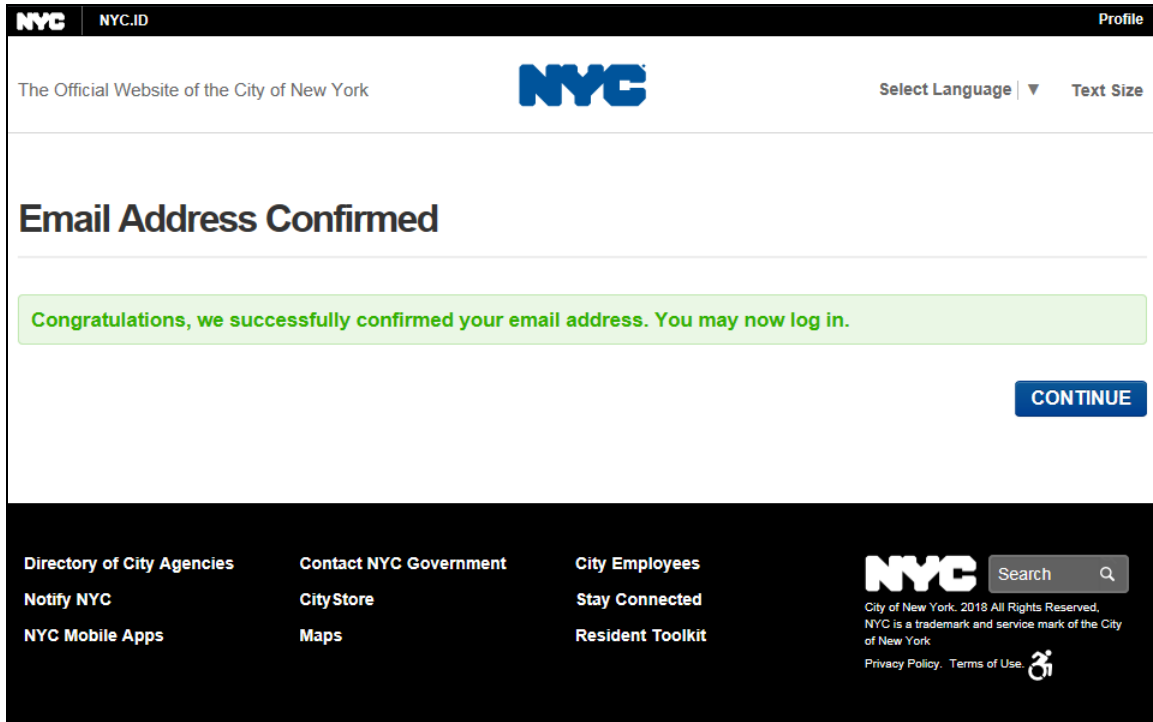 NYC NYC.ID Profile
The Official Website of the City of New York NYC Select Language ▼ Text Size
Email Address Confirmed
Congratulations, we successfully confirmed your email address. You may now log in.
CONTINUE
Directory of City Agencies
Notify NYC
NYC Mobile Apps
Contact NYC Government
CityStore
Maps
City Employees
Stay Connected
Resident Toolkit
NYC Search
City of New York. 2018 All Rights Reserved,
NYC is a trademark and service mark of the City
of New York
Privacy Policy. Terms of Use.